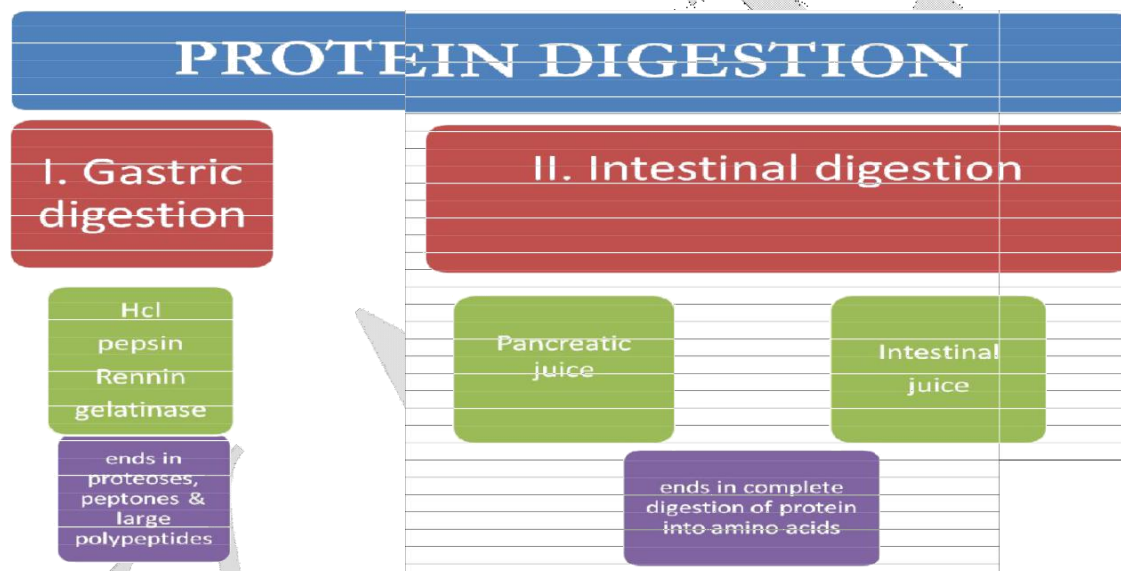 PROTEIN DIGESTION
I. Gastric
digestion
II. Intestinal digestion
Hcl
pepsin
Rennin
gelatinase
Pancreatic
juice
Intestinal
juice
ends in
proteoses,
peptones &
large
polypeptides
ends in complete
digestion of protein
into amino acids